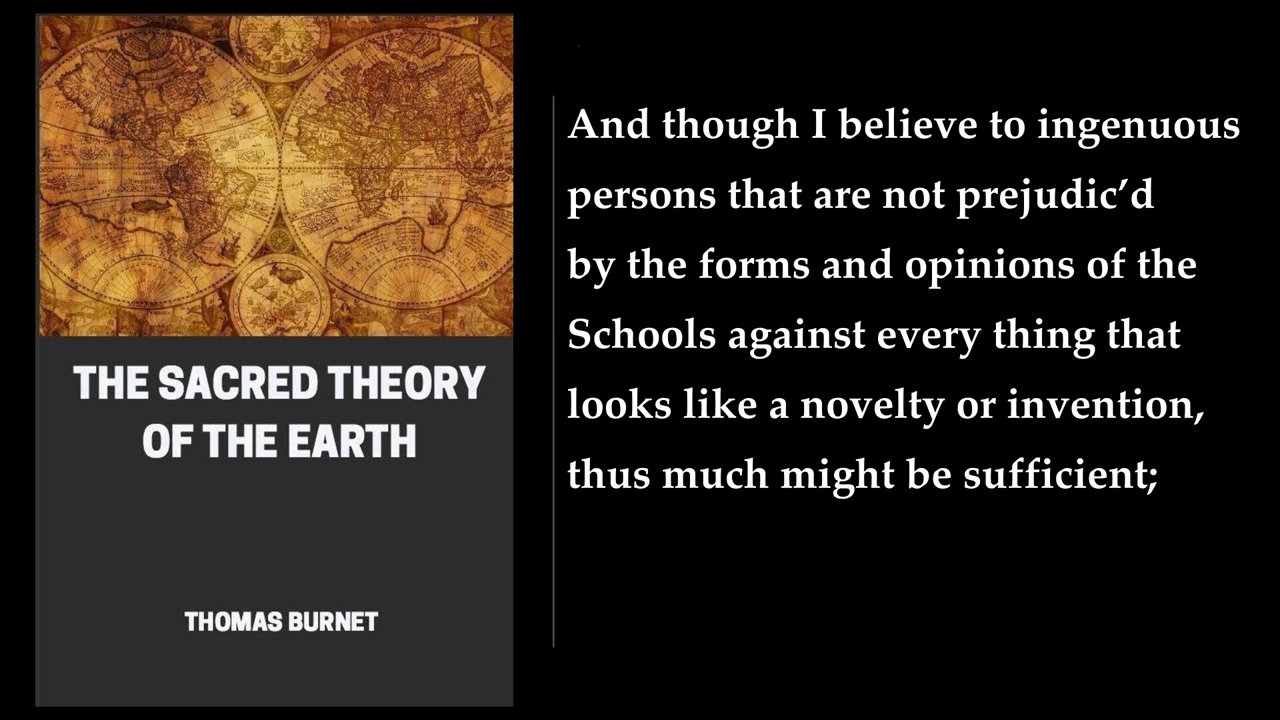 THE SACRED THEORY
OF THE EARTH
THOMAS BURNET
And though I believe to ingenuous
persons that are not prejudic’d
by the forms and opinions of the
Schools against every thing that
looks like a novelty or invention,
thus much might be sufficient;